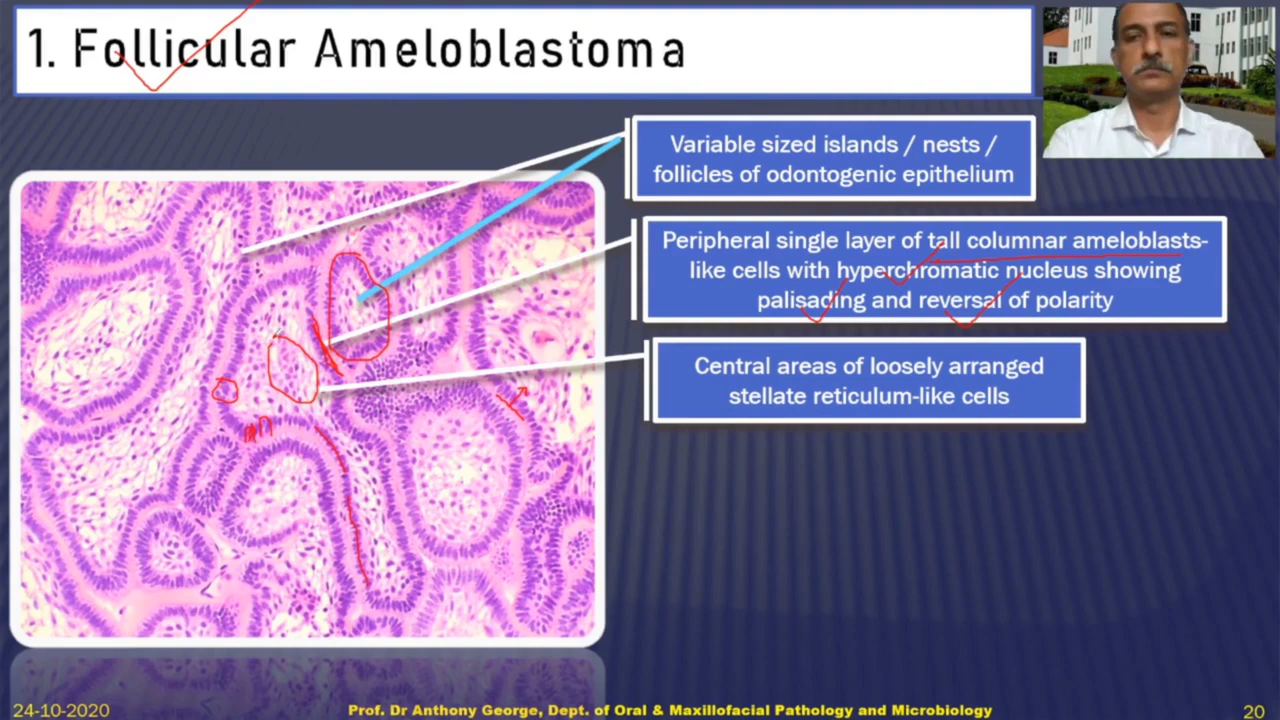 1. Follicular Ameloblastoma
Variable sized islands / nests /
follicles of odontogenic epithelium
Peripheral single layer of tall columnar ameloblasts-
like cells with hyperchromatic nucleus showing
palisading and reversal of polarity
Central areas of loosely arranged
stellate reticulum-like cells
24-10-2020
Prof. Dr Anthony George, Dept. of Oral & Maxillofacial Pathology and Microbiology
20